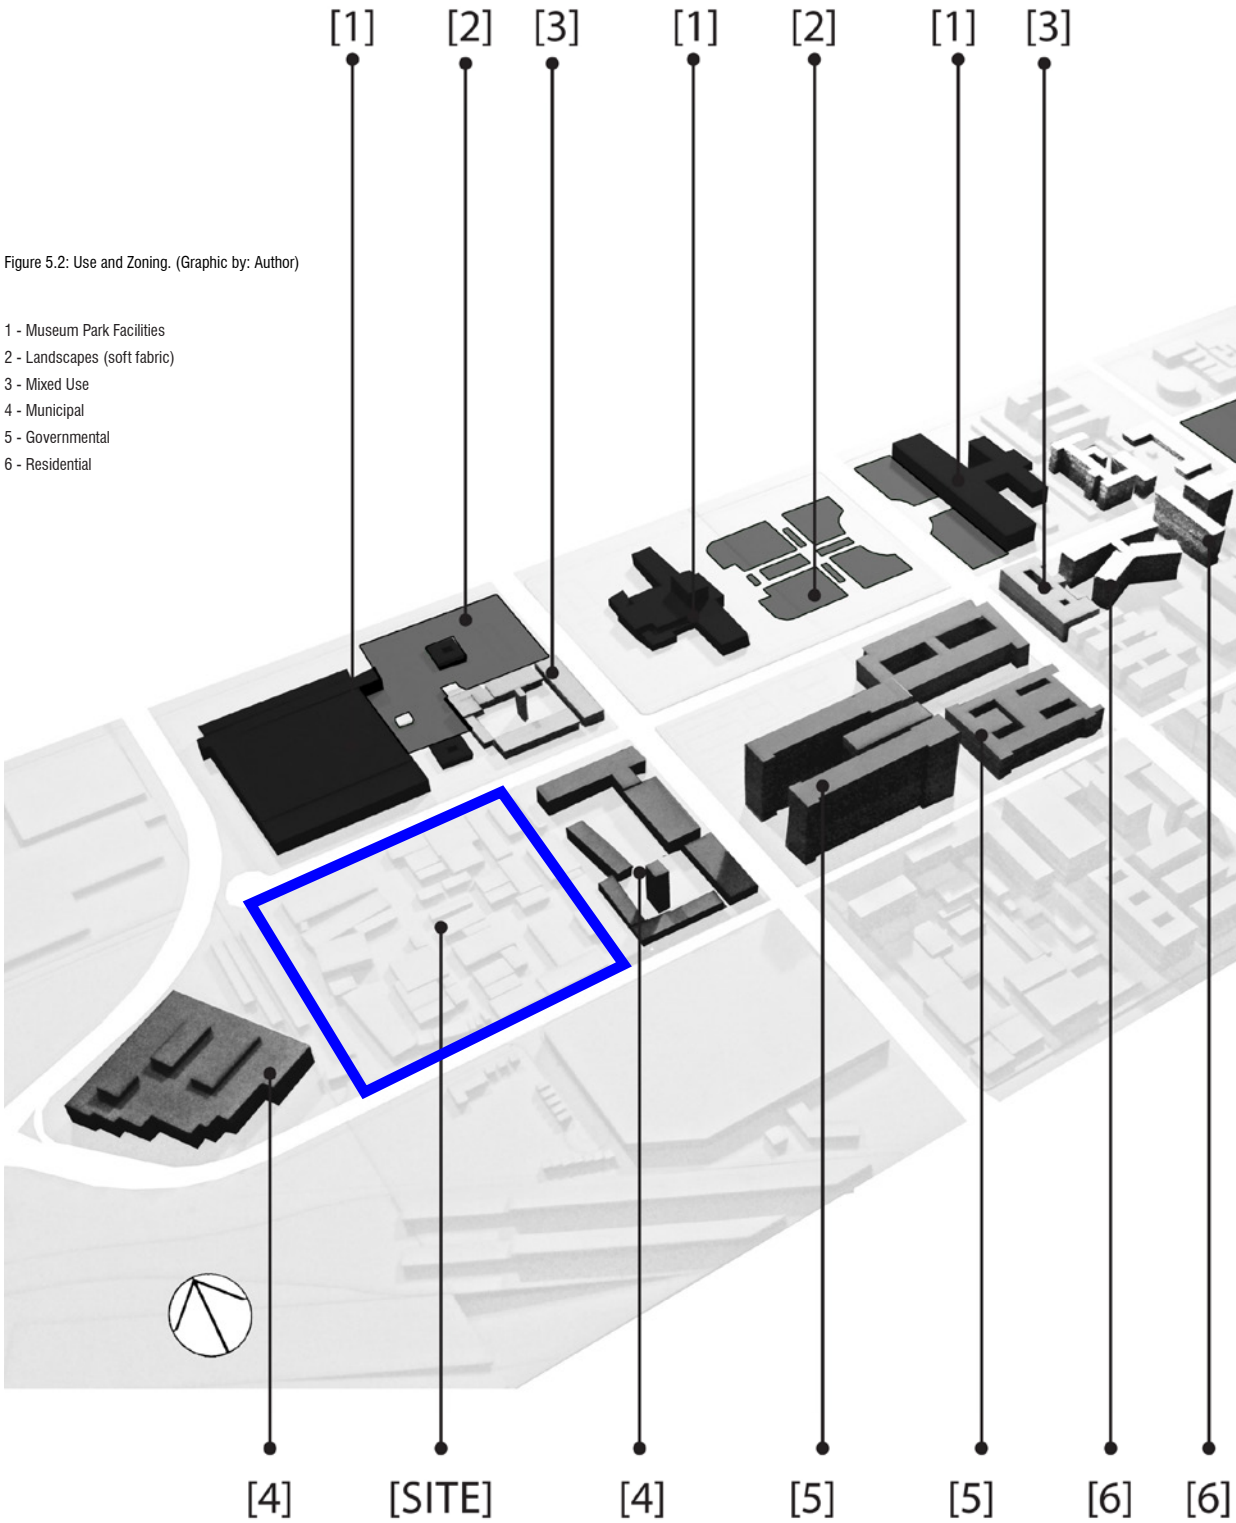 [1] [2] [3] [1] [2] [1] [3]
Figure 5.2: Use and Zoning. (Graphic by: Author)
1 - Museum Park Facilities
2 - Landscapes (soft fabric)
3 - Mixed Use
4 - Municipal
5 - Governmental
6 - Residential
[4] [SITE] [4] [5] [5] [6] [6]